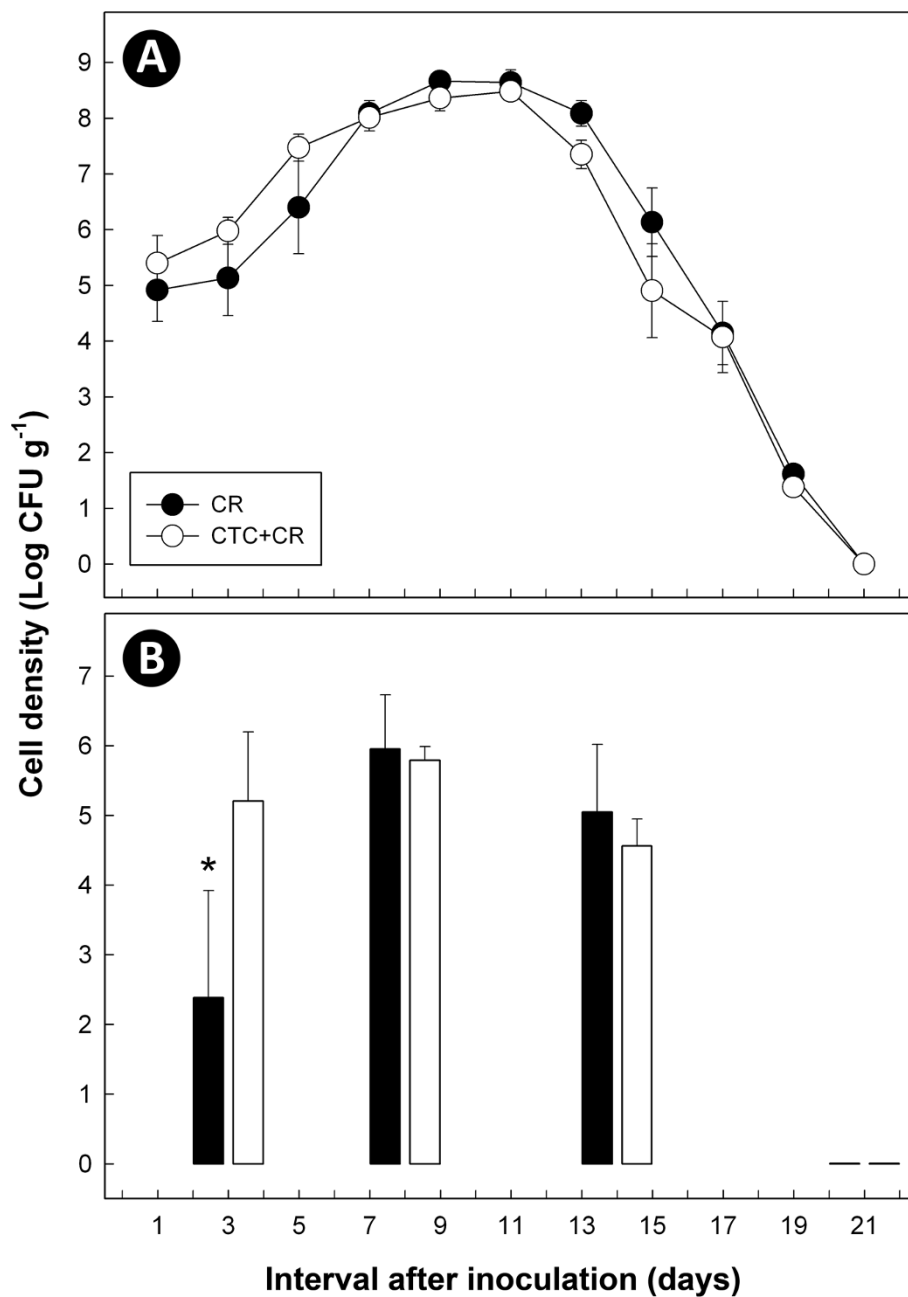 A
9
8
7
6
5
4
3
2
1
0
CR
CTC+CR
Cell density (Log CFU g⁻¹)
B
7
6
5
4
3
2
1
0
*
1 3 5 7 9 11 13 15 17 19 21
Interval after inoculation (days)